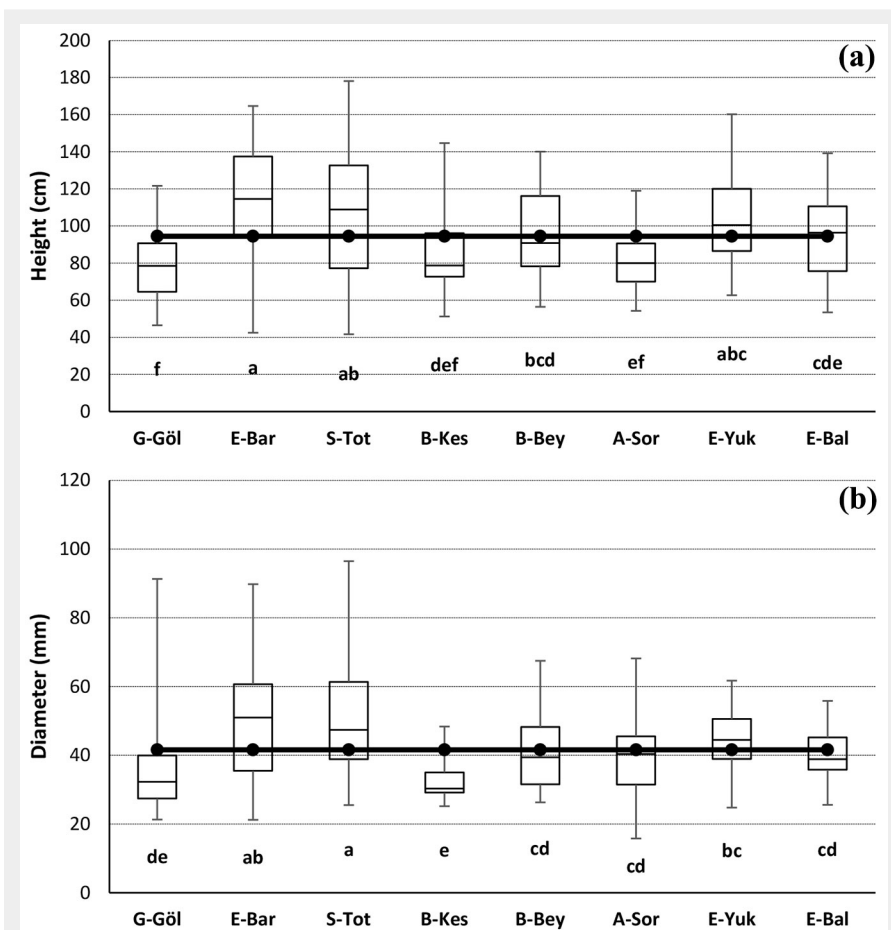 (a)
Height (cm)
200
180
160
140
120
100
80
60
40
20
0
f a ab def bcd ef abc cde
G-Göl E-Bar S-Tot B-Kes B-Bey A-Sor E-Yuk E-Bal
(b)
Diameter (mm)
120
100
80
60
40
20
0
de ab a e cd cd bc cd
G-Göl E-Bar S-Tot B-Kes B-Bey A-Sor E-Yuk E-Bal